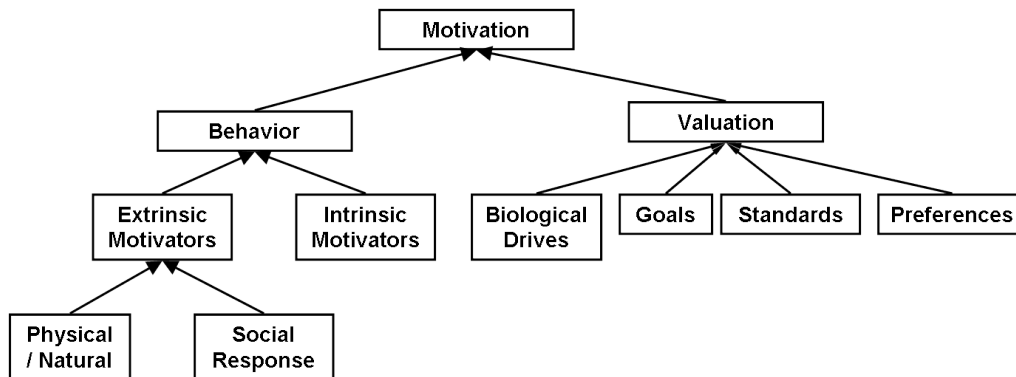 Motivation
Behavior
Valuation
Extrinsic
Motivators
Intrinsic
Motivators
Biological
Drives
Goals
Standards
Preferences
Physical
/ Natural
Social
Response